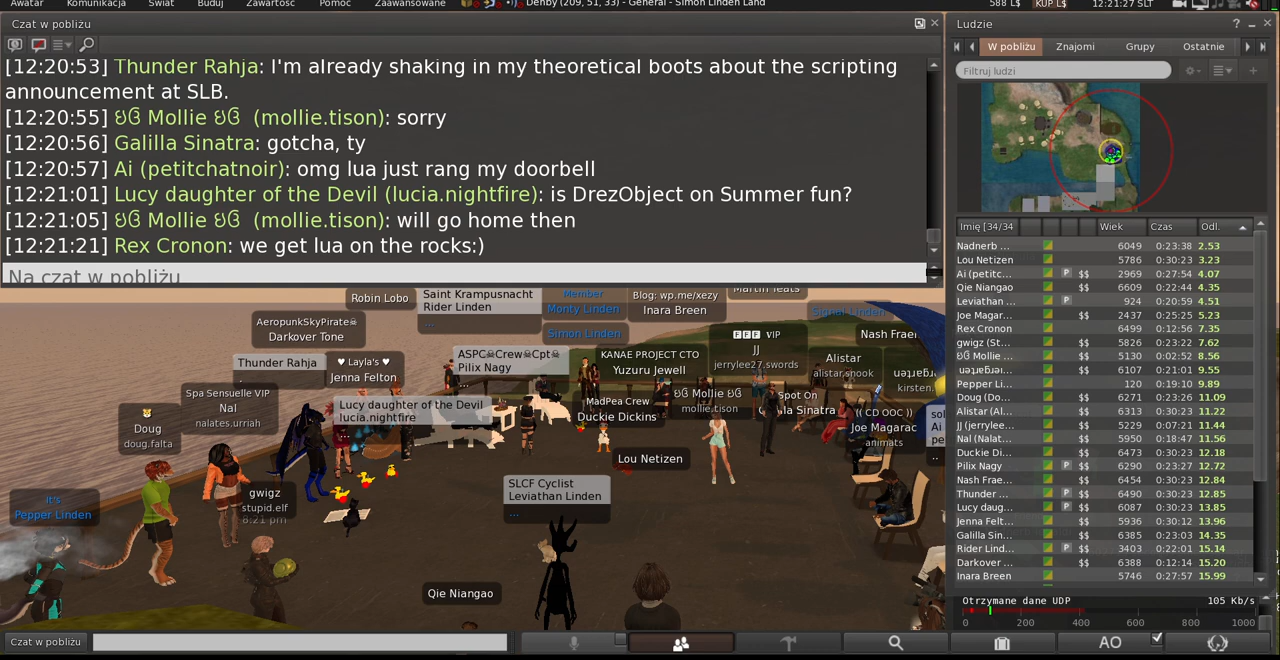 Awatar Komunikacja Świat Buduj Zawartość Pomoc Zaawansowane Denby (209, 51, 33) - General - Simon Linden Land 588 L$ KUP L$ 12:21:27 SLT
Czat w pobliżu
[12:20:53] Thunder Rahja: I'm already shaking in my theoretical boots about the scripting
announcement at SLB.
[12:20:55] Mollie (mollie.tison): sorry
[12:20:56] Galilla Sinatra: gotcha, ty
[12:20:57] Ai (petitchatnoir): omg lua just rang my doorbell
[12:21:01] Lucy daughter of the Devil (lucia.nightfire): is DrezObject on Summer fun?
[12:21:05] Mollie (mollie.tison): will go home then
[12:21:21] Rex Cronon: we get lua on the rocks:)
Na czat w pobliżu
Robin Lobo
Saint Krampusnacht
Rider Linden
...
Member
Monty Linden
Simon Linden
Blog: wp.me/xezy
Inara Breen
Martin Yeats
Signal Linden
AeropunkSkyPirate☠
Darkover Tone
Thunder Rahja
♥ Layla's ♥
Jenna Felton
ASPC☠Crew☠Cpt☠
Pilix Nagy
...
KANAE PROJECT CTO
Yuzuru Jewell
VIP
JJ
jerrylee27.swords
Nash Frae
Alistar
alistar.snook
kirsten.
Spa Sensuelle VIP
Nal
nalates.urriah
Lucy daughter of the Devil
lucia.nightfire
MadPea Crew
Duckie Dickins
Mollie
mollie.tison
Spot On
la Sinatra
(( CD OOC ))
Joe Magarac
animats
sol
Ai
pe
..
Doug
doug.falta
Lou Netizen
SLCF Cyclist
Leviathan Linden
...
gwigz
stupid.elf
8:21 pm
It's
Pepper Linden
Qie Niangao
Czat w pobliżu
Ludzie
? _ ×
W pobliżu Znajomi Grupy Ostatnie
Filtruj ludzi
Imię [34/34 Wiek Czas Odl.
Nadnerb ... 6049 0:23:38 2.53
Lou Netizen 5786 0:30:23 3.23
Ai (petitc... P $$ 2969 0:27:54 4.07
Qie Niangao $$ 6609 0:22:44 4.35
Leviathan ... P 924 0:20:59 4.51
Joe Magar... $$ 2437 0:25:25 5.23
Rex Cronon 6499 0:12:56 7.35
gwigz (St... $$ 5826 0:23:22 7.62
Mollie ... $$ 5130 0:02:52 8.56
$$ 6107 0:21:01 9.55
Pepper Li... 120 0:19:10 9.89
Doug (Do... $$ 6271 0:23:26 11.09
Alistar (Al... $$ 6313 0:30:23 11.22
JJ (jerrylee... $$ 5229 0:07:21 11.44
Nal (Nalat... $$ 5950 0:18:47 11.56
Duckie Di... $$ 6473 0:30:23 12.18
Pilix Nagy P $$ 6290 0:23:27 12.72
Nash Frae... $$ 6454 0:30:23 12.84
Thunder ... P $$ 6490 0:30:23 12.85
Lucy daug... P $$ 6087 0:30:23 13.85
Jenna Felt... $$ 5936 0:30:12 13.96
Galilla Sin... $$ 6385 0:23:03 14.35
Rider Lind... P $$ 3403 0:22:01 15.14
Darkover ... $$ 6388 0:12:14 15.20
Inara Breen 5746 0:27:57 15.99
Otrzymane dane UDP 105 Kb/s
0 200 400 600 800 1000
AO